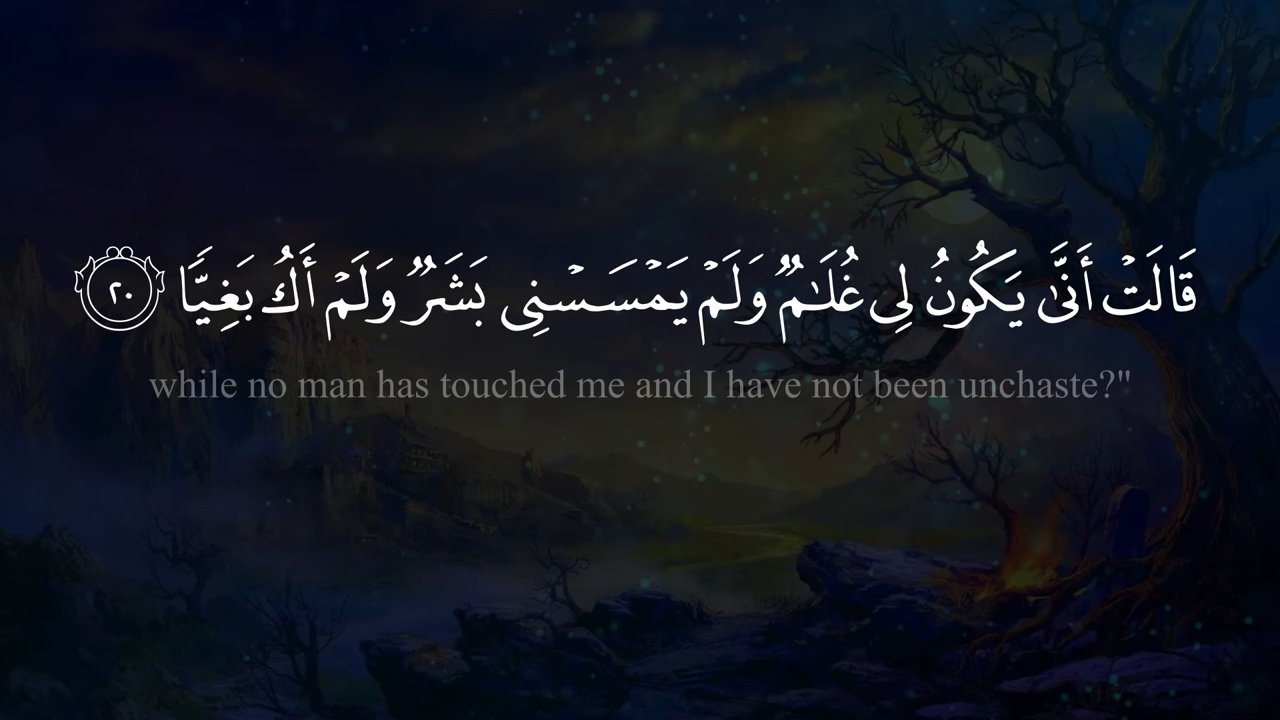 قَالَتْ أَنَّىٰ يَكُونُ لِى غُلَـٰمٌ وَلَمْ يَمْسَسْنِى بَشَرٌ وَلَمْ أَكُ بَغِيًّا ٢٠
while no man has touched me and I have not been unchaste?"